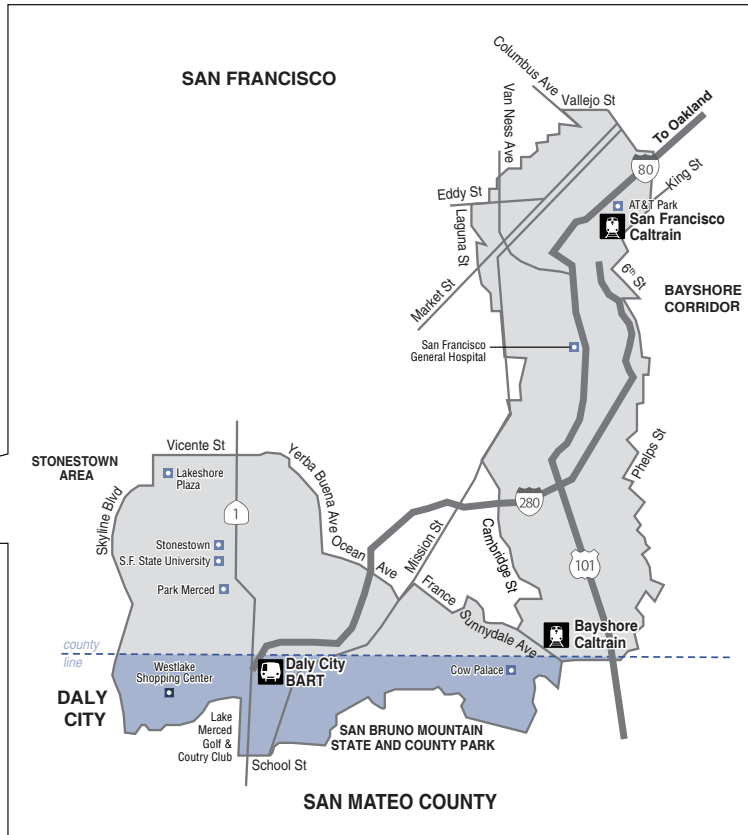 SAN FRANCISCO
Columbus Ave
Vallejo St
Van Ness Ave
To Oakland
80
King St
Eddy St
AT&T Park
San Francisco
Caltrain
Laguna St
Market St
6th St
BAYSHORE
CORRIDOR
San Francisco
General Hospital
Vicente St
STONESTOWN
AREA
Lakeshore
Plaza
Yerba Buena Ave
Phelps St
Skyline Blvd
1
280
Stonestown
S.F. State University
Ocean Ave
Mission St
Cambridge St
101
Park Merced
France
Sunnydale Ave
Bayshore
Caltrain
county
line
Westlake
Shopping Center
Daly City
BART
Cow Palace
DALY
CITY
Lake
Merced
Golf &
Coutry Club
SAN BRUNO MOUNTAIN
STATE AND COUNTY PARK
School St
SAN MATEO COUNTY